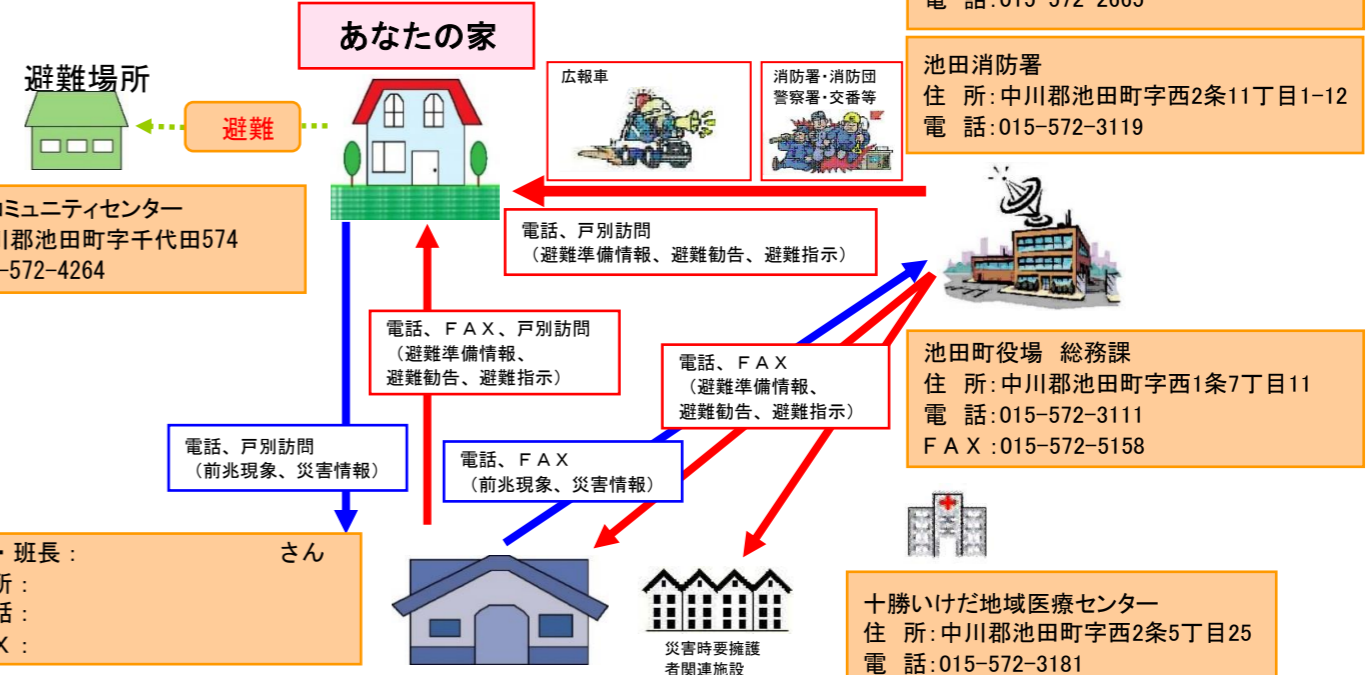 電 話:015-572-2665
あなたの家
避難場所
避難
広報車
消防署・消防団
警察署・交番等
池田消防署
住 所:中川郡池田町字西2条11丁目1-12
電 話:015-572-3119
コミュニティセンター
川郡池田町字千代田574
-572-4264
電話、戸別訪問
(避難準備情報、避難勧告、避難指示)
電話、FAX、戸別訪問
(避難準備情報、
避難勧告、避難指示)
電話、FAX
(避難準備情報、
避難勧告、避難指示)
池田町役場 総務課
住 所:中川郡池田町字西1条7丁目11
電 話:015-572-3111
FAX:015-572-5158
電話、戸別訪問
(前兆現象、災害情報)
電話、FAX
(前兆現象、災害情報)
・班長: さん
所:
話:
X:
災害時要擁護
者関連施設
十勝いけだ地域医療センター
住 所:中川郡池田町字西2条5丁目25
電 話:015-572-3181